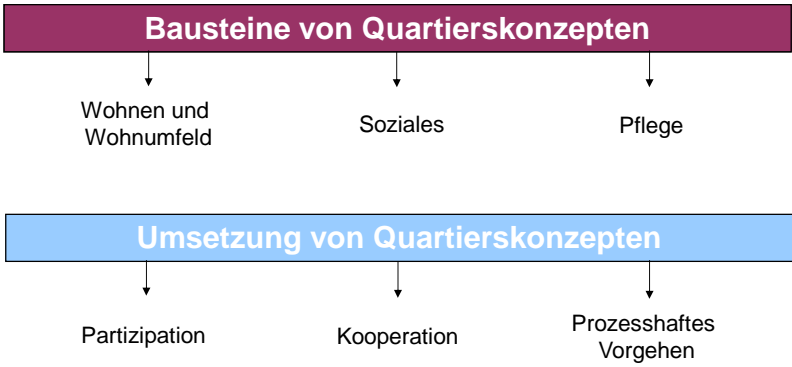 Bausteine von Quartierskonzepten
Wohnen und
Wohnumfeld
Soziales
Pflege
Umsetzung von Quartierskonzepten
Partizipation
Kooperation
Prozesshaftes
Vorgehen